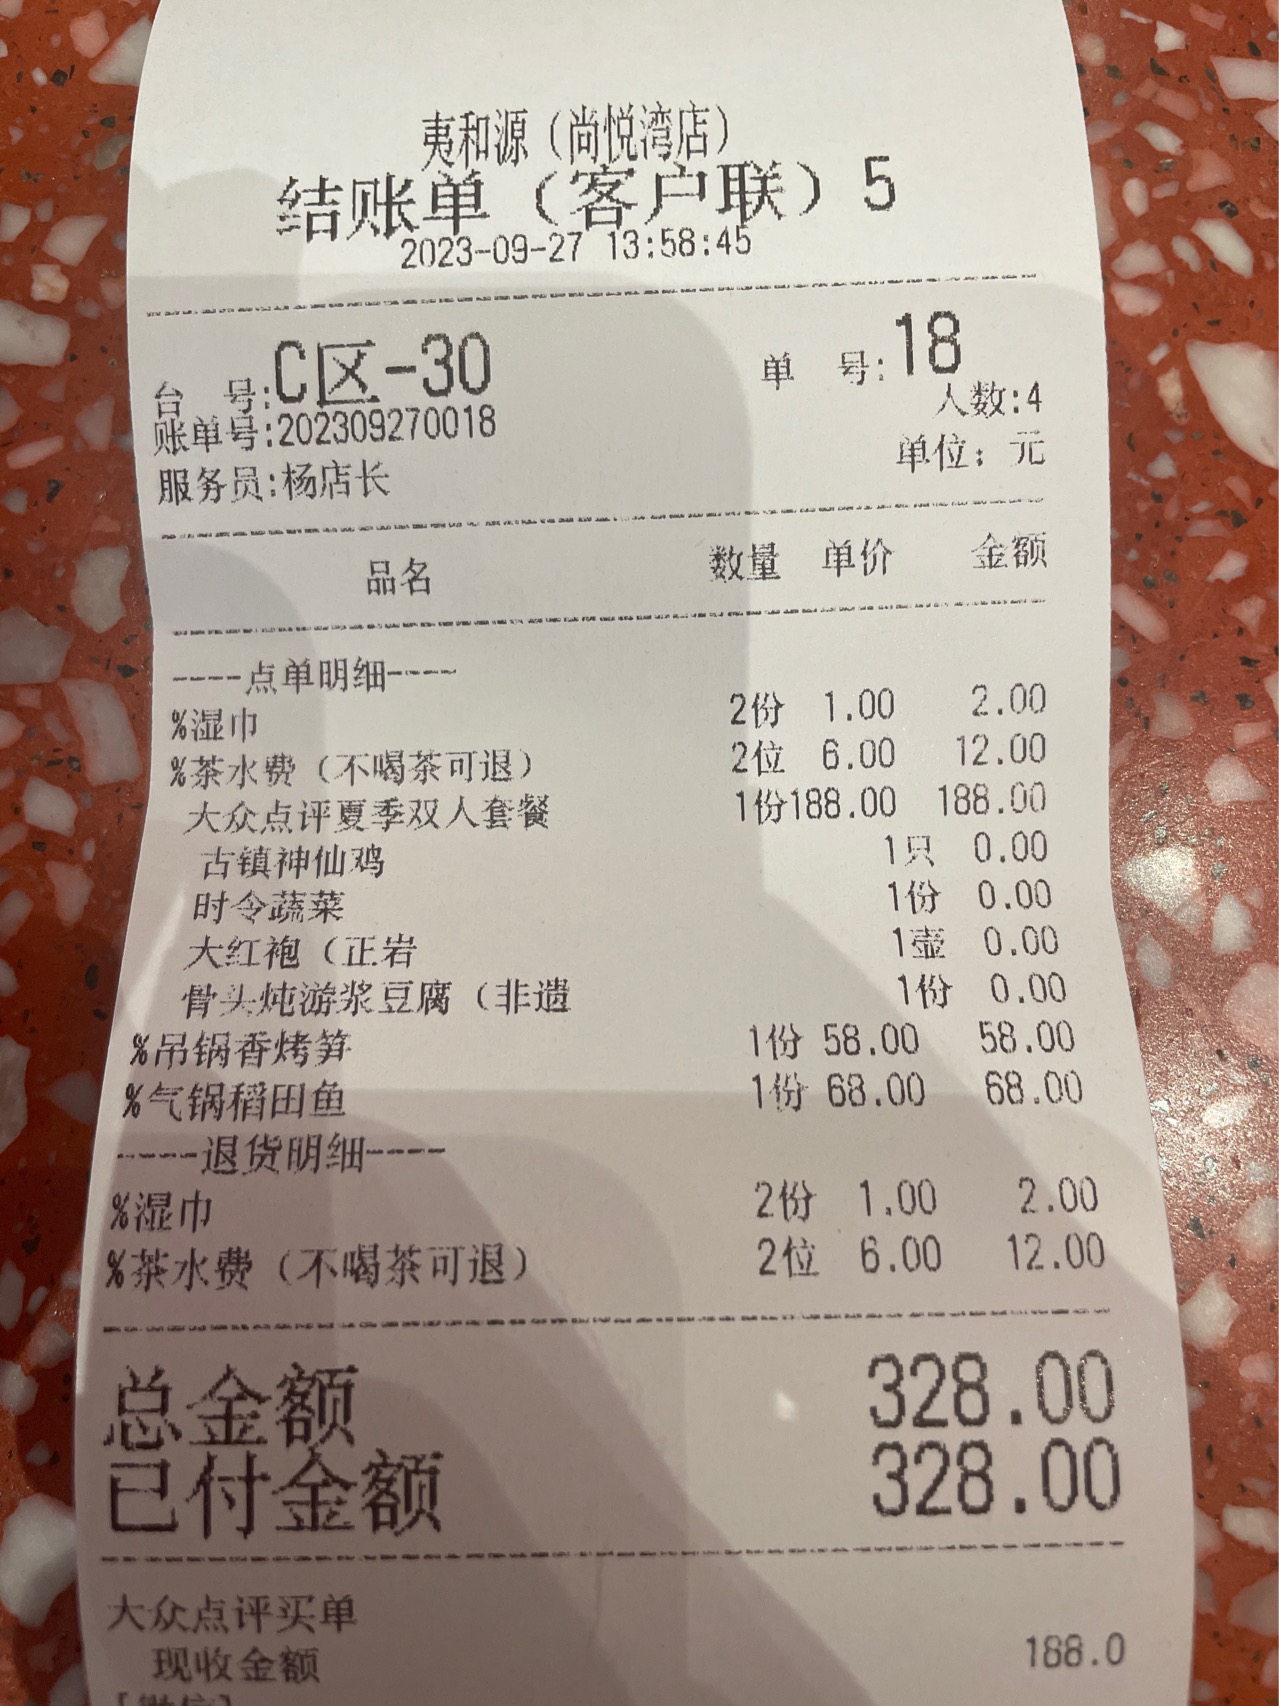 夷和源（尚悦湾店）
结账单（客户联）5
2023-09-27 13:58:45
台 号:C区-30 单 号:18
人数:4
账单号:202309270018
单位：元
服务员:杨店长
品名 数量 单价 金额
----点单明细----
%湿巾 2份 1.00 2.00
%茶水费（不喝茶可退） 2位 6.00 12.00
大众点评夏季双人套餐 1份188.00 188.00
古镇神仙鸡 1只 0.00
时令蔬菜 1份 0.00
大红袍（正岩 1壶 0.00
骨头炖游浆豆腐（非遗 1份 0.00
%吊锅香烤笋 1份 58.00 58.00
%气锅稻田鱼 1份 68.00 68.00
----退货明细----
%湿巾 2份 1.00 2.00
%茶水费（不喝茶可退） 2位 6.00 12.00
总金额 328.00
已付金额 328.00
大众点评买单
现收金额 188.0